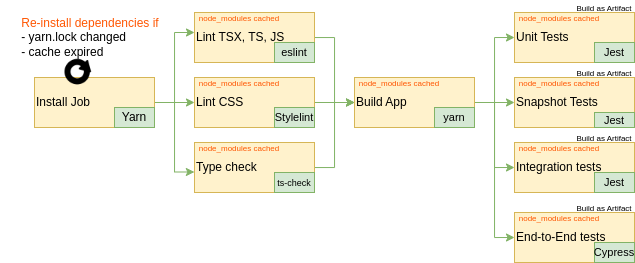 Re-install dependencies if
- yarn.lock changed
- cache expired
Install Job
Yarn
node_modules cached
Lint TSX, TS, JS
eslint
node_modules cached
Lint CSS
Stylelint
node_modules cached
Type check
ts-check
node_modules cached
Build App
yarn
Build as Artifact
node_modules cached
Unit Tests
Jest
Build as Artifact
node_modules cached
Snapshot Tests
Jest
Build as Artifact
node_modules cached
Integration tests
Jest
Build as Artifact
node_modules cached
End-to-End tests
Cypress